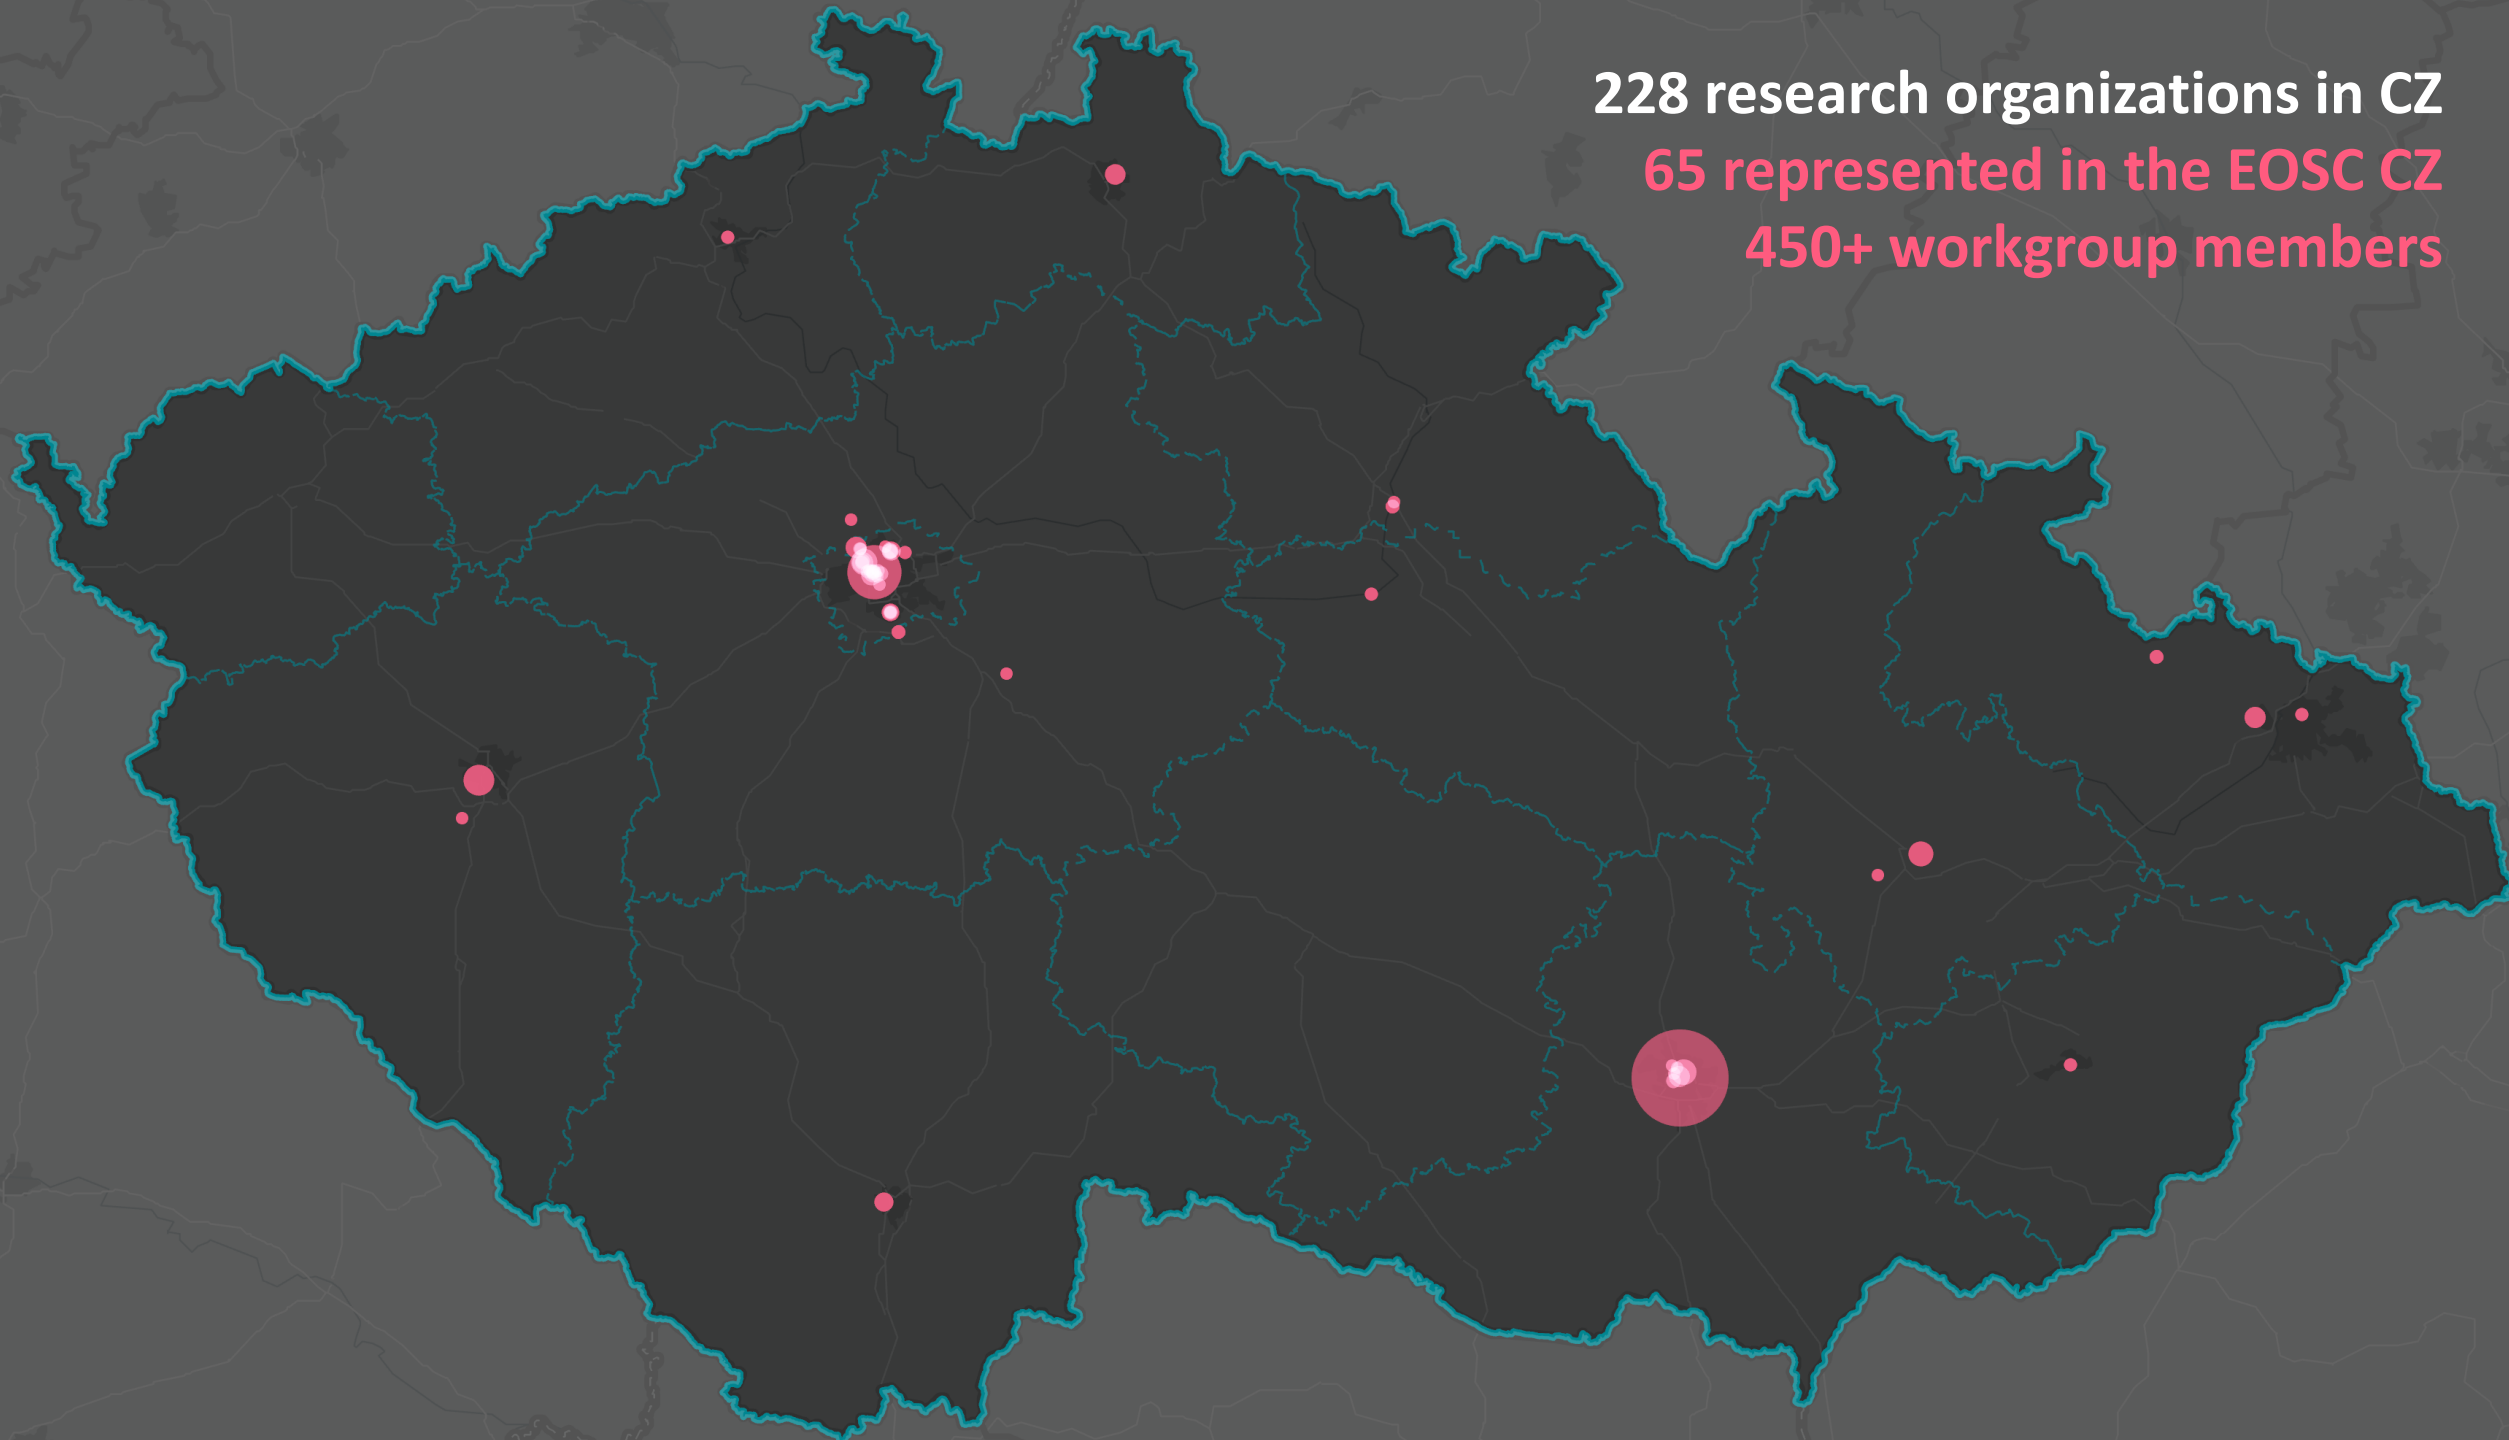 228 research organizations in CZ
65 represented in the EOSC CZ
450+ workgroup members